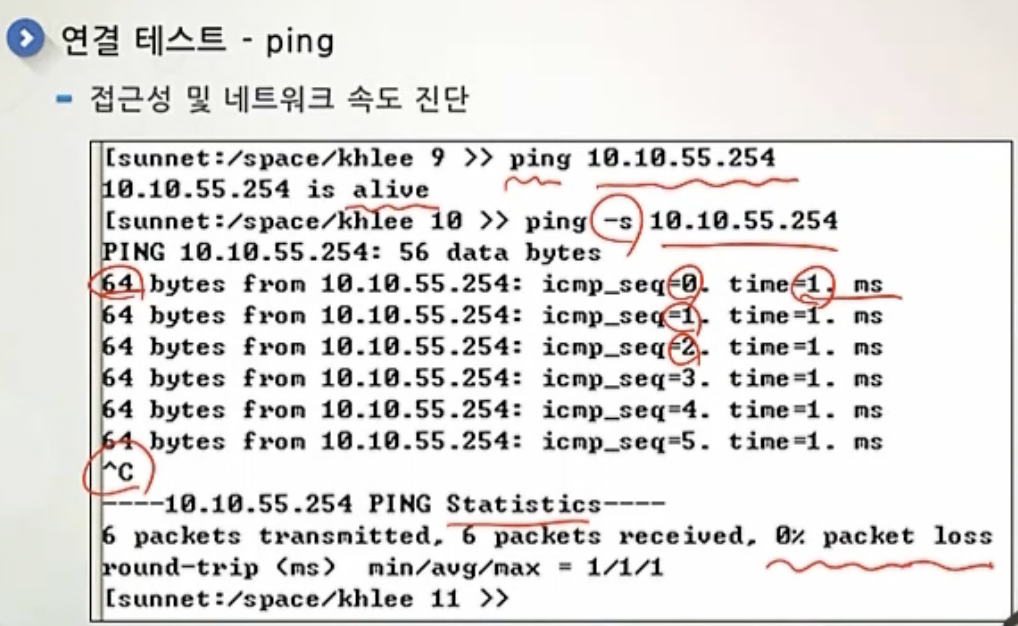 연결 테스트 - ping
접근성 및 네트워크 속도 진단
[sunnet:/space/khlee 9 >> ping 10.10.55.254
10.10.55.254 is alive
[sunnet:/space/khlee 10 >> ping -s 10.10.55.254
PING 10.10.55.254: 56 data bytes
64 bytes from 10.10.55.254: icmp_seq=0. time=1. ms
64 bytes from 10.10.55.254: icmp_seq=1. time=1. ms
64 bytes from 10.10.55.254: icmp_seq=2. time=1. ms
64 bytes from 10.10.55.254: icmp_seq=3. time=1. ms
64 bytes from 10.10.55.254: icmp_seq=4. time=1. ms
64 bytes from 10.10.55.254: icmp_seq=5. time=1. ms
^C
----10.10.55.254 PING Statistics----
6 packets transmitted, 6 packets received, 0% packet loss
round-trip (ms)  min/avg/max = 1/1/1
[sunnet:/space/khlee 11 >>